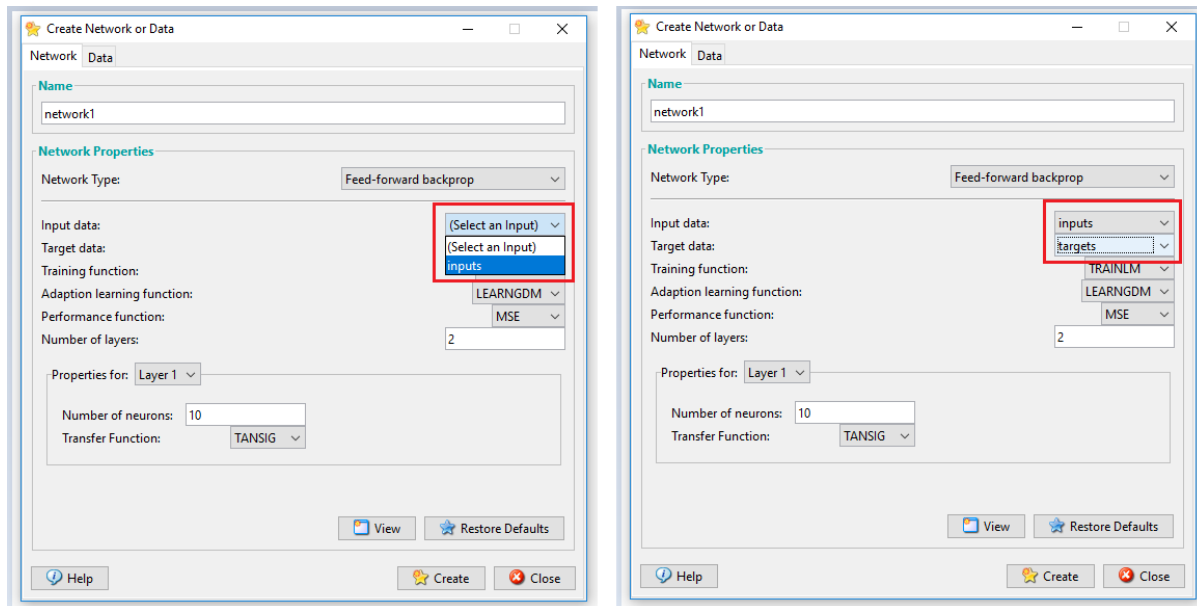 Create Network or Data
Network Data
Name
network1
Network Properties
Network Type: Feed-forward backprop
Input data: (Select an Input)
(Select an Input)
Target data:
inputs
Training function:
Adaption learning function: LEARNGDM
Performance function: MSE
Number of layers: 2
Properties for: Layer 1
Number of neurons: 10
Transfer Function: TANSIG
View Restore Defaults
Help Create Close
Create Network or Data
Network Data
Name
network1
Network Properties
Network Type: Feed-forward backprop
Input data: inputs
Target data: targets
Training function: TRAINLM
Adaption learning function: LEARNGDM
Performance function: MSE
Number of layers: 2
Properties for: Layer 1
Number of neurons: 10
Transfer Function: TANSIG
View Restore Defaults
Help Create Close